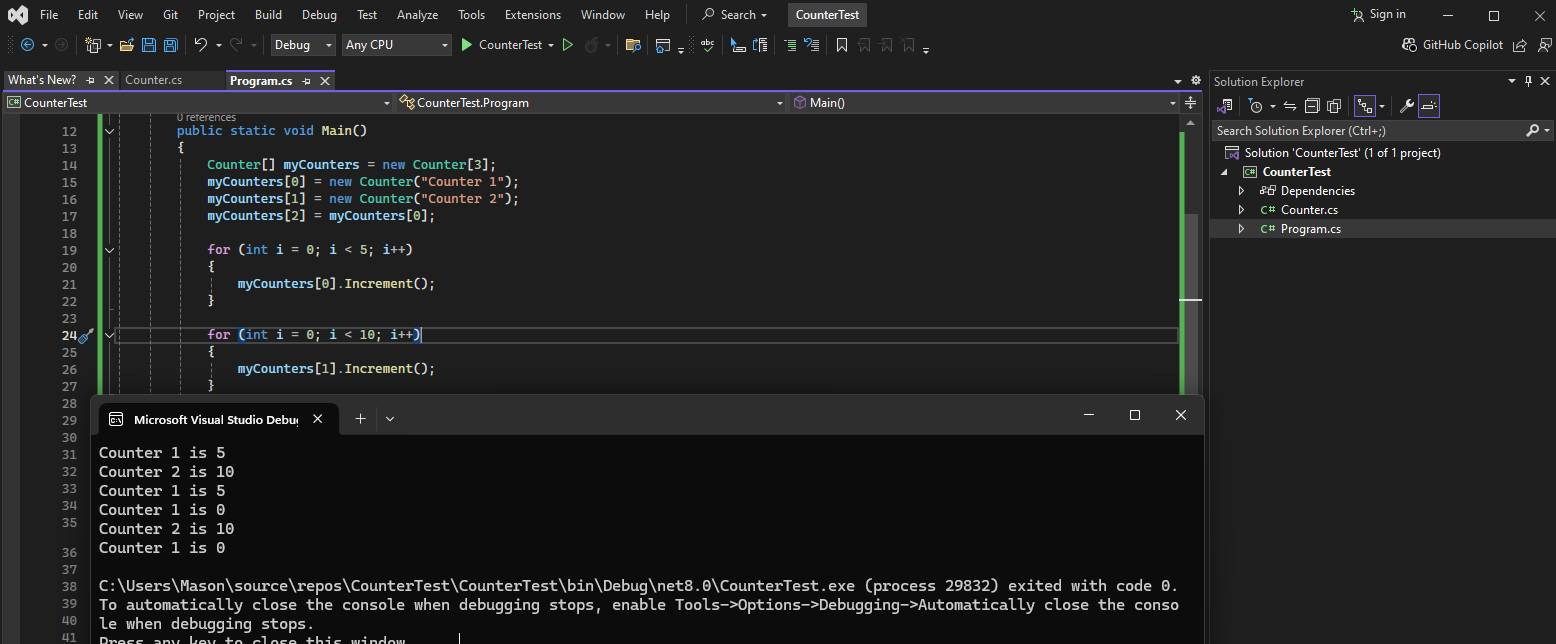 File Edit View Git Project Build Debug Test Analyze Tools Extensions Window Help Search CounterTest Sign in
Debug Any CPU CounterTest GitHub Copilot
What's New? Counter.cs Program.cs
CounterTest CounterTest.Program Main()
0 references
12 public static void Main()
13 {
14 Counter[] myCounters = new Counter[3];
15 myCounters[0] = new Counter("Counter 1");
16 myCounters[1] = new Counter("Counter 2");
17 myCounters[2] = myCounters[0];
18
19 for (int i = 0; i < 5; i++)
20 {
21 myCounters[0].Increment();
22 }
23
24 for (int i = 0; i < 10; i++)
25 {
26 myCounters[1].Increment();
27 }
28
29
30
31
32
33
34
35
36
37
38
39
40
41
Microsoft Visual Studio Debu
Counter 1 is 5
Counter 2 is 10
Counter 1 is 5
Counter 1 is 0
Counter 2 is 10
Counter 1 is 0
C:\Users\Mason\source\repos\CounterTest\CounterTest\bin\Debug\net8.0\CounterTest.exe (process 29832) exited with code 0.
To automatically close the console when debugging stops, enable Tools->Options->Debugging->Automatically close the conso
le when debugging stops.
Press any key to close this window
Solution Explorer
Search Solution Explorer (Ctrl+;)
Solution 'CounterTest' (1 of 1 project)
C# CounterTest
Dependencies
C# Counter.cs
C# Program.cs